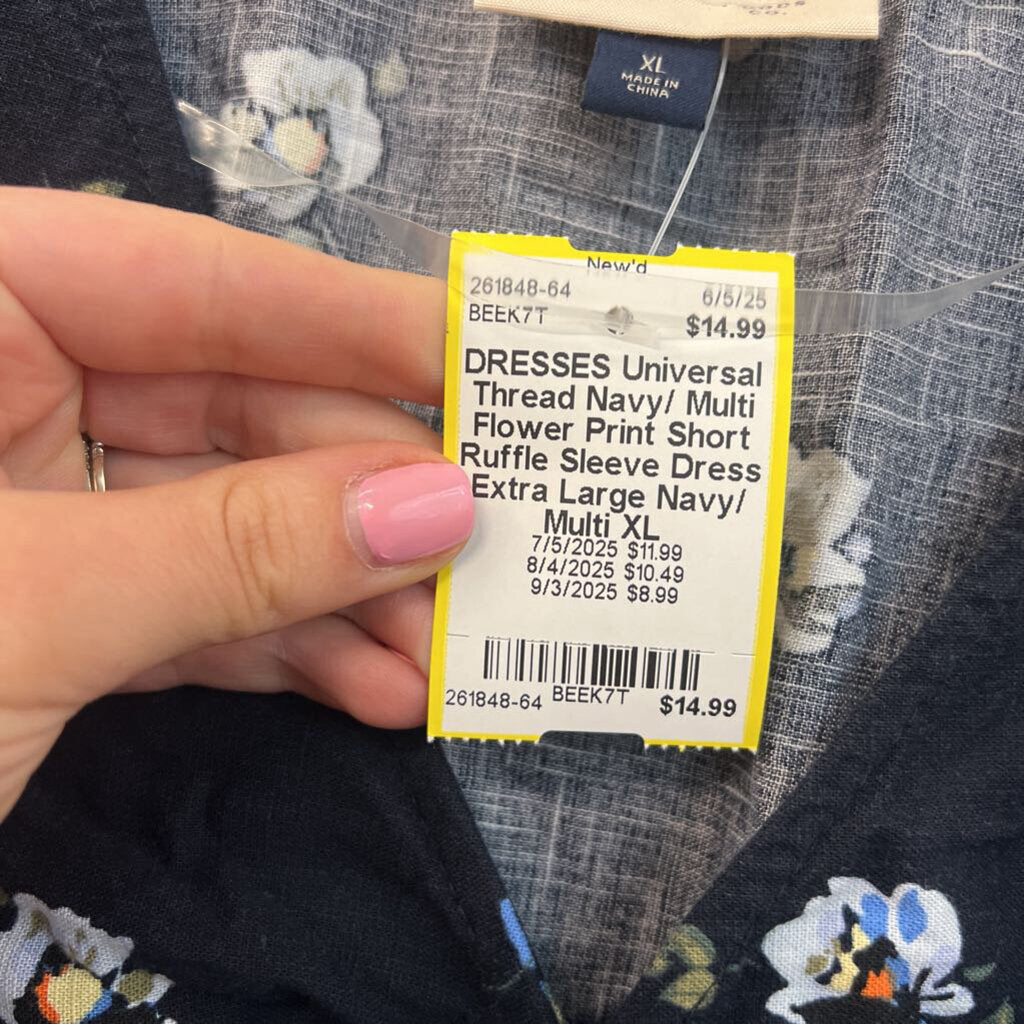 CO.
XL
MADE IN
CHINA
New'd
261848-64 6/5/25
BEEK7T $14.99
DRESSES Universal
Thread Navy/ Multi
Flower Print Short
Ruffle Sleeve Dress
Extra Large Navy/
Multi XL
7/5/2025 $11.99
8/4/2025 $10.49
9/3/2025 $8.99
261848-64 BEEK7T $14.99